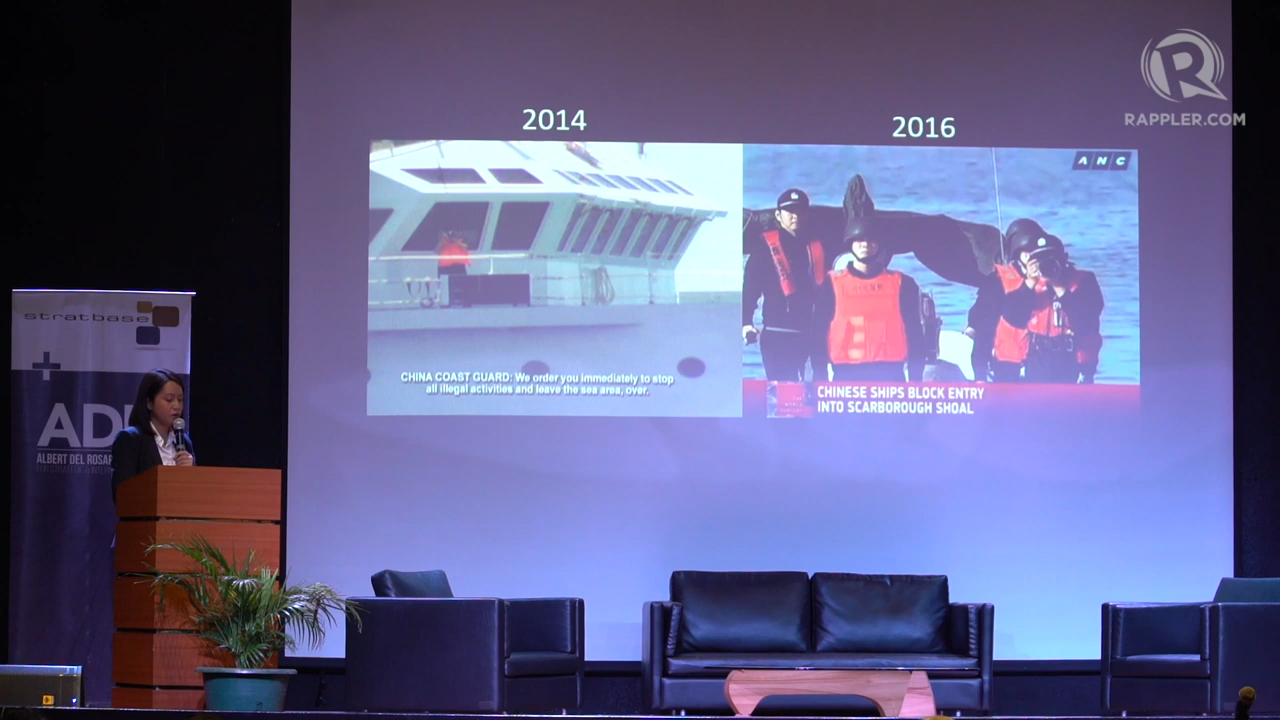 2014
2016
RAPPLER.COM
ANC
CHINA COAST GUARD: We order you immediately to stop
all illegal activities and leave the sea area, over.
CHINESE SHIPS BLOCK ENTRY
INTO SCARBOROUGH SHOAL
stratbase
+
ADR
ALBERT DEL ROSAR